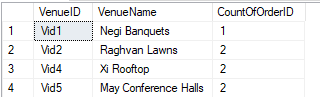 VenueID VenueName CountOfOrderID
1 Vid1 Negi Banquets 1
2 Vid2 Raghvan Lawns 2
3 Vid4 Xi Rooftop 2
4 Vid5 May Conference Halls 2